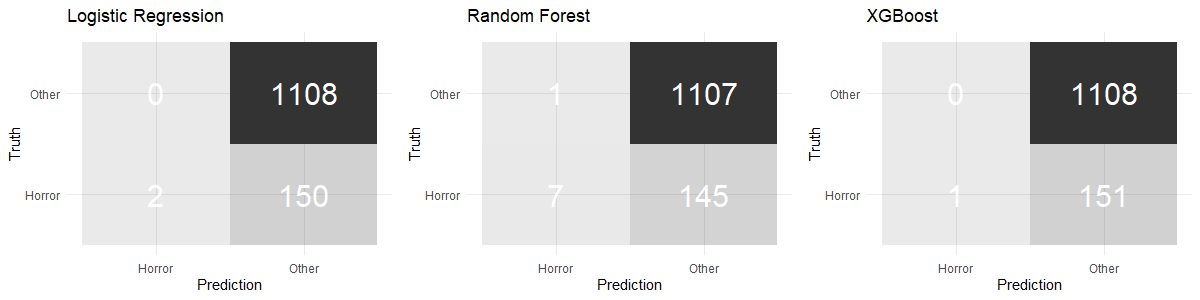 Logistic Regression
Other
0
1108
Horror
2
150
Truth
Horror
Other
Prediction
Random Forest
Other
1
1107
Horror
7
145
Truth
Horror
Other
Prediction
XGBoost
Other
0
1108
Horror
1
151
Truth
Horror
Other
Prediction